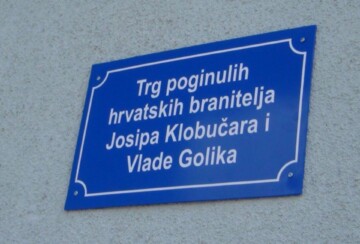 Trg poginulih
hrvatskih branitelja
Josipa Klobučara i
Vlade Golika